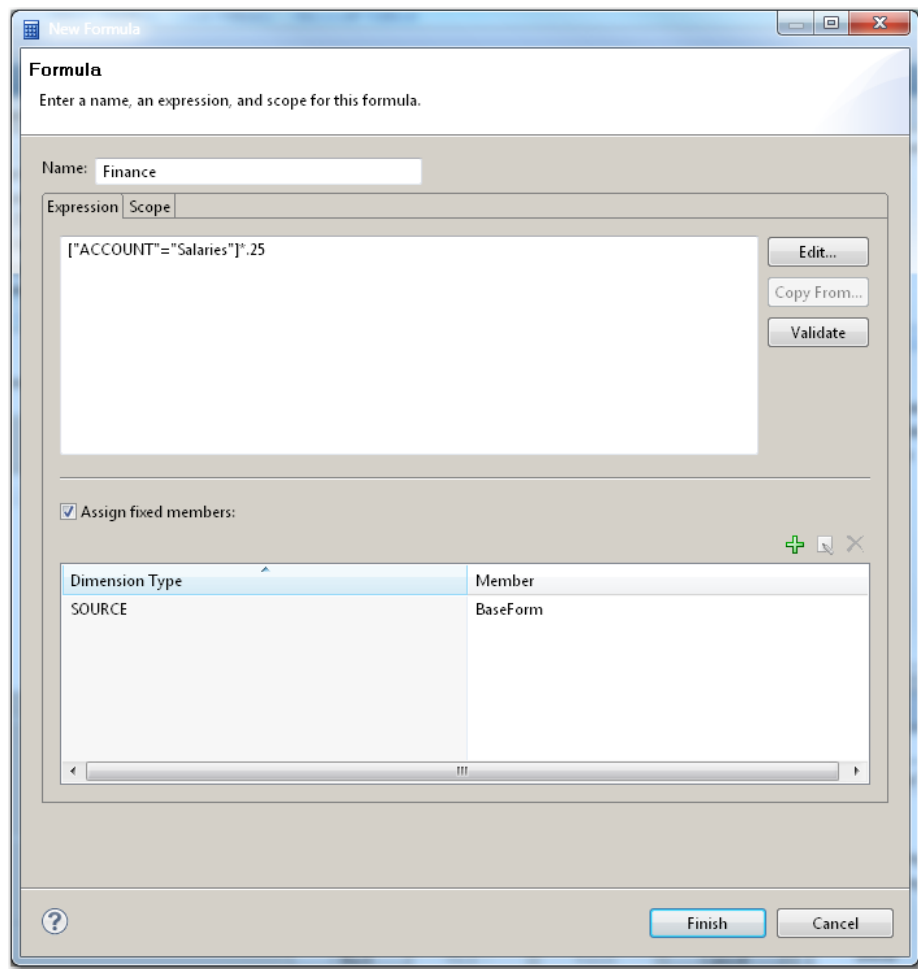 New Formula
Formula
Enter a name, an expression, and scope for this formula.
Name: Finance
Expression Scope
["ACCOUNT"="Salaries"]*.25
Edit...
Copy From...
Validate
Assign fixed members:
Dimension Type Member
SOURCE BaseForm
Finish Cancel